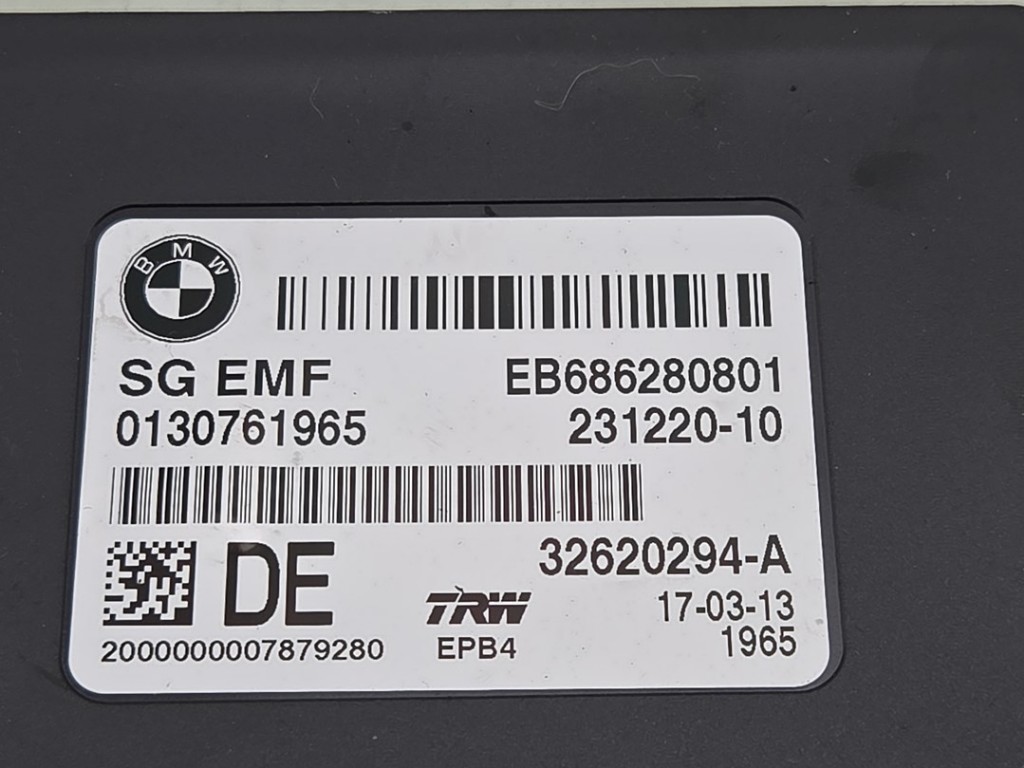 BMW
SG EMF EB686280801
0130761965 231220-10
32620294-A
DE
TRW 17-03-13
2000000007879280 EPB4 1965